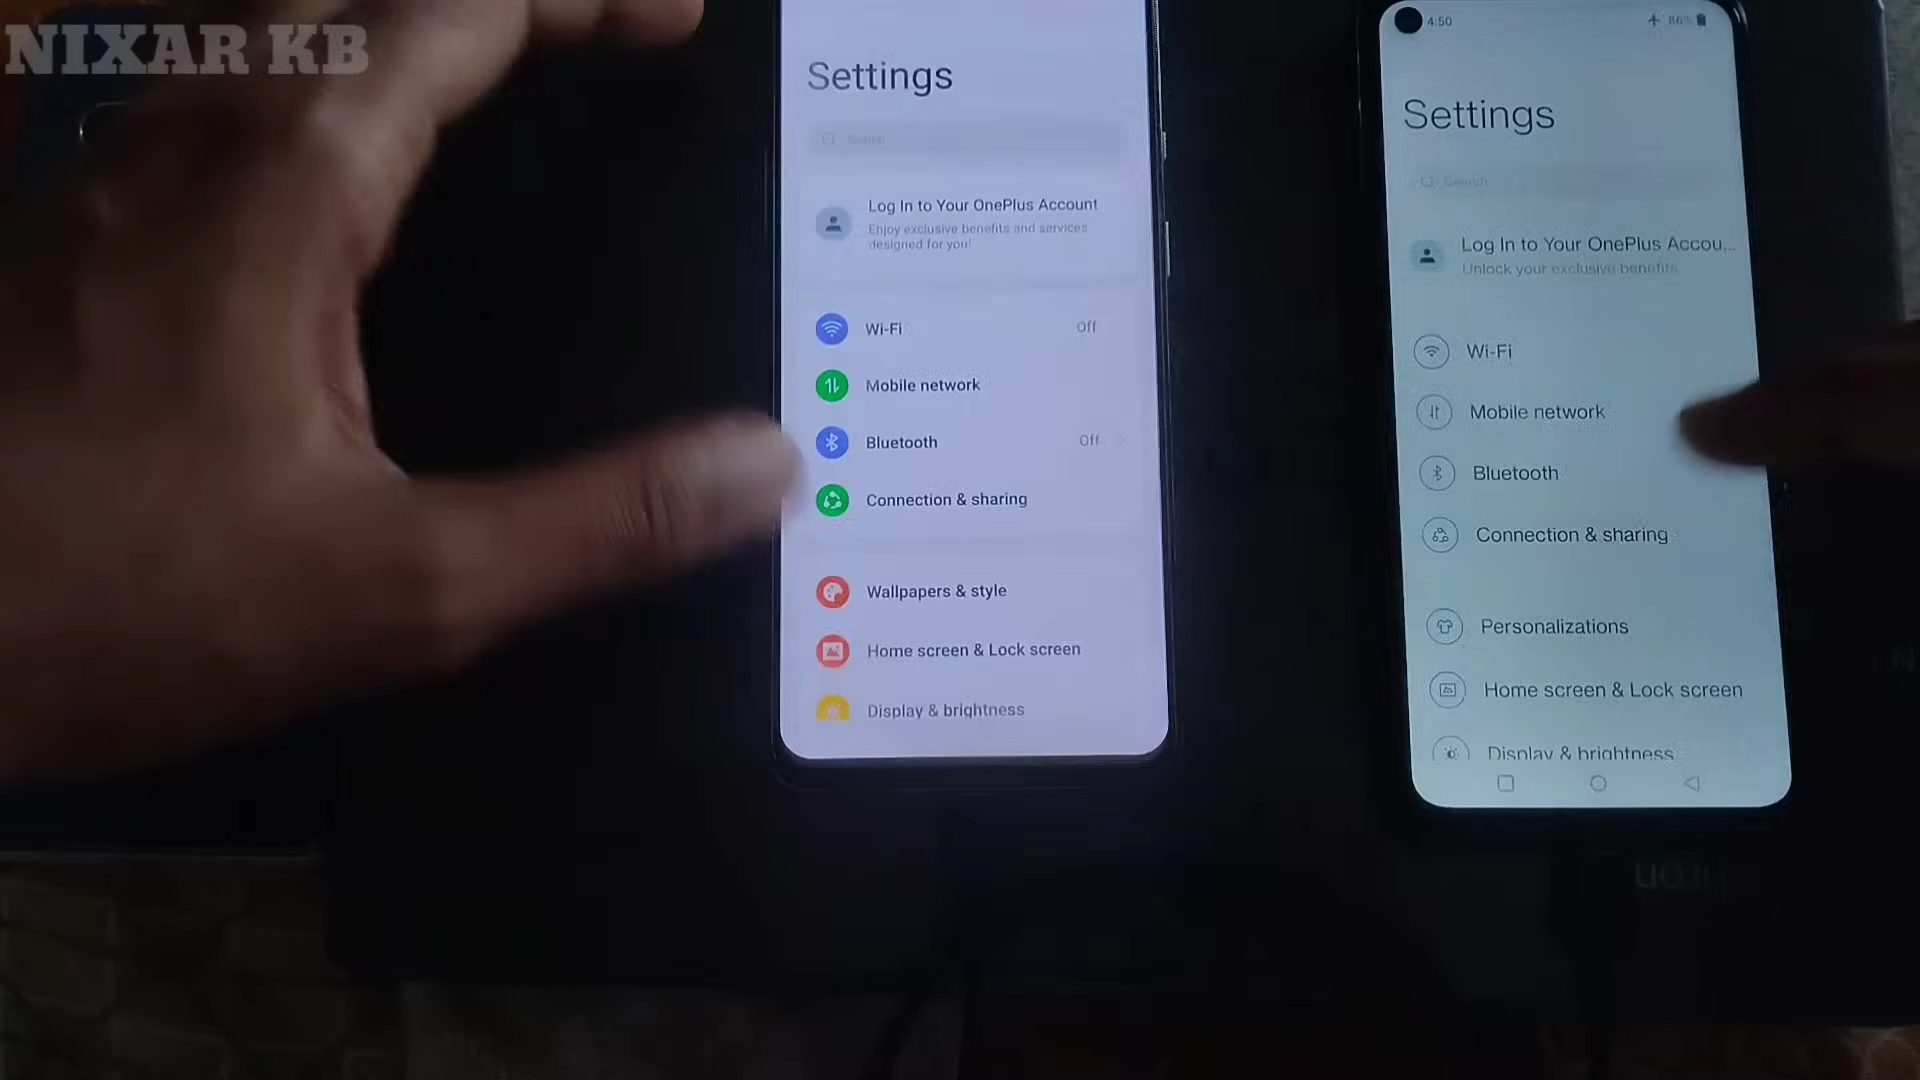 NIXAR KB
Settings
Search
Log In to Your OnePlus Account
Enjoy exclusive benefits and services
designed for you!
Wi-Fi
Off
Mobile network
Bluetooth
Off
Connection & sharing
Wallpapers & style
Home screen & Lock screen
Display & brightness
4:50
86%
Settings
Search
Log In to Your OnePlus Accou...
Unlock your exclusive benefits
Wi-Fi
Mobile network
Bluetooth
Connection & sharing
Personalizations
Home screen & Lock screen
Display & brightness